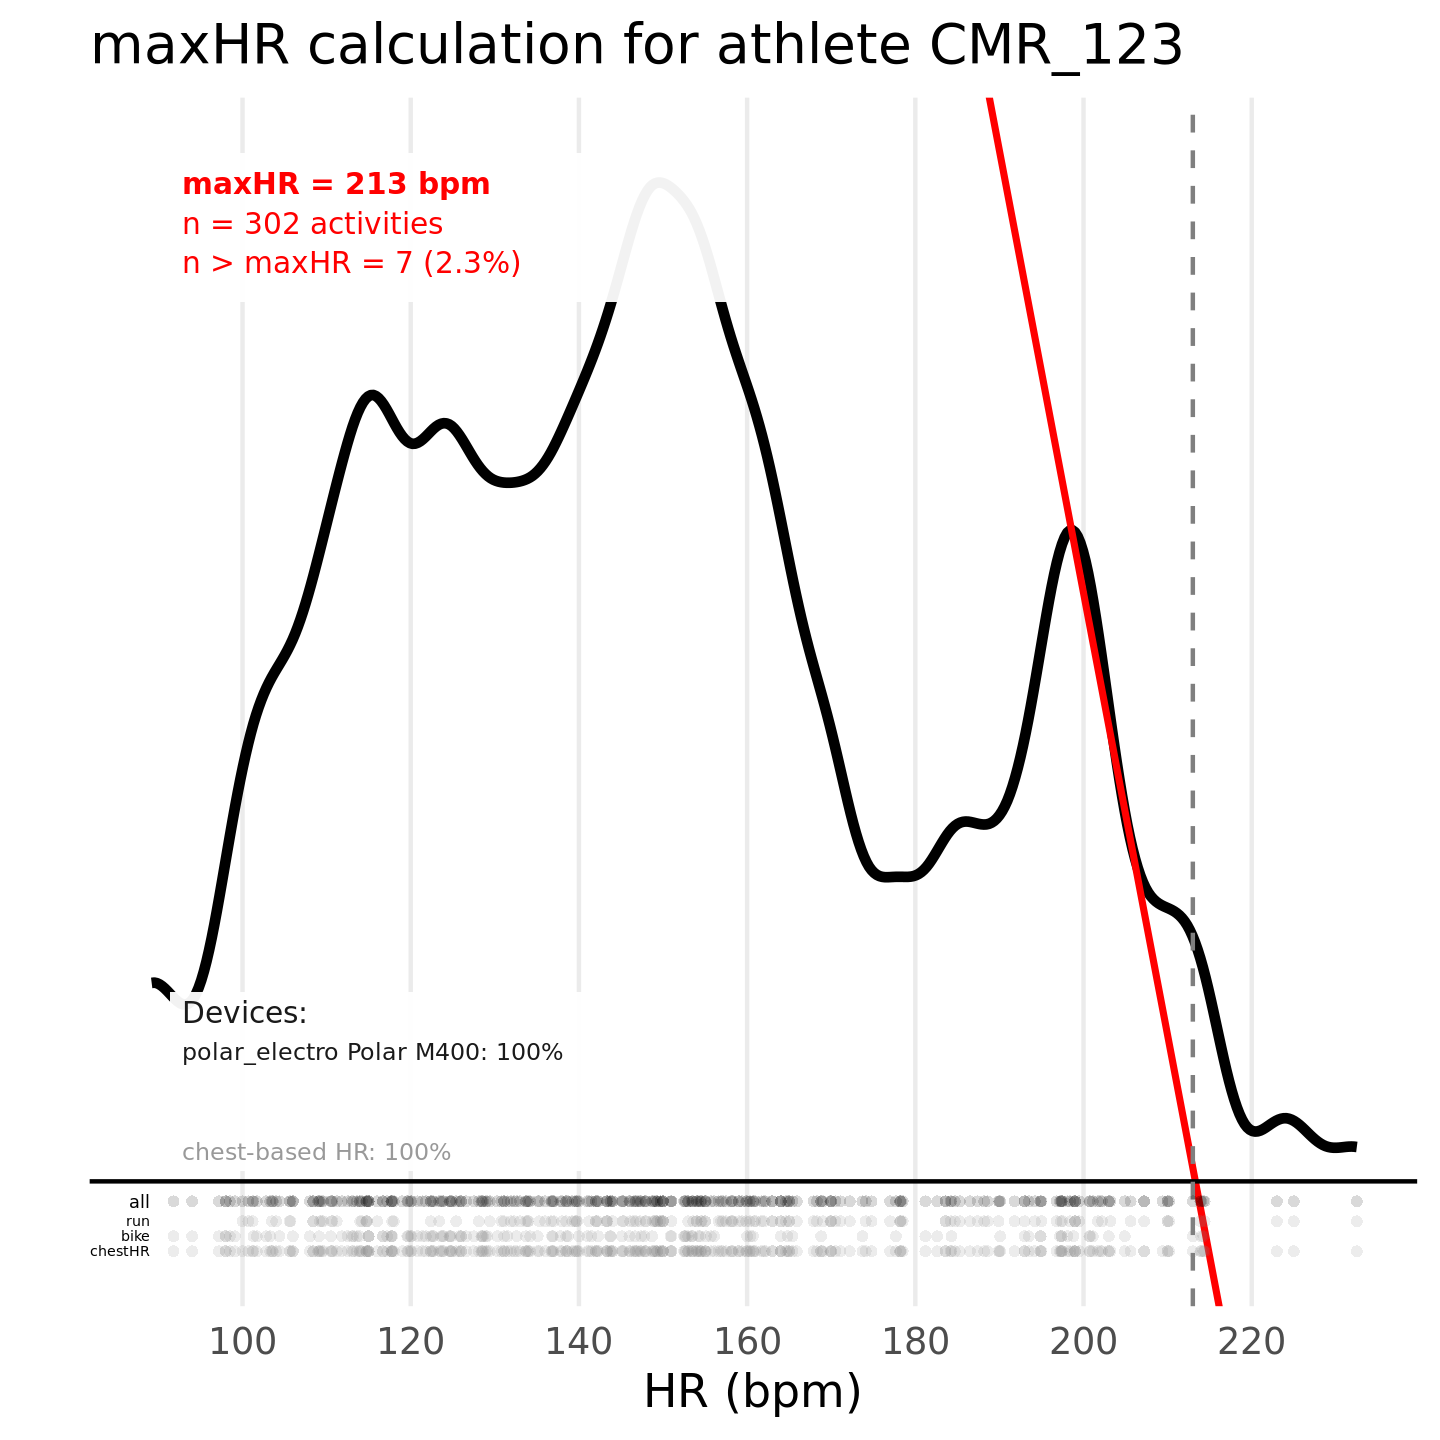 maxHR calculation for athlete CMR_123
maxHR = 213 bpm
n = 302 activities
n > maxHR = 7 (2.3%)
Devices:
polar_electro Polar M400: 100%
chest-based HR: 100%
all
run
bike
chestHR
100 120 140 160 180 200 220
HR (bpm)